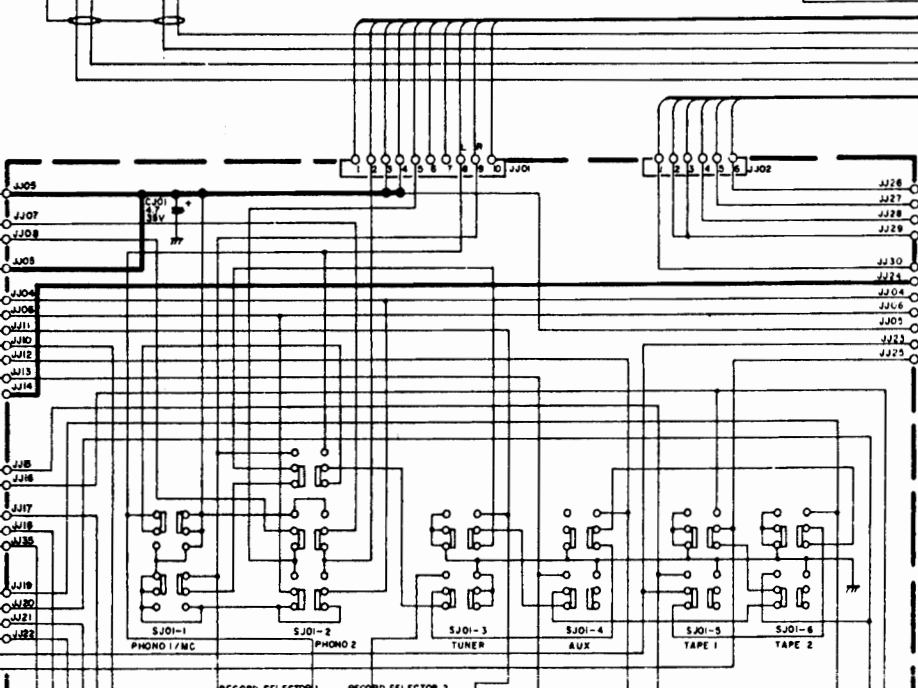 L R
1 2 3 4 5 6 7 8 9 10 JJ01
1 2 3 4 5 6 JJ02
JJ05
CJ01
4.7
35V
+
JJ07
JJ08
JJ03
JJ04
JJ06
JJ11
JJ10
JJ12
JJ13
JJ14
JJ15
JJ16
JJ17
JJ18
JJ35
JJ19
JJ20
JJ21
JJ22
JJ26
JJ27
JJ28
JJ29
JJ30
JJ24
JJ04
JJ06
JJ05
JJ23
JJ25
SJ01-1
PHONO 1/MC
SJ01-2
PHONO 2
SJ01-3
TUNER
SJ01-4
AUX
SJ01-5
TAPE 1
SJ01-6
TAPE 2
RECORD SELECTOR 1
RECORD SELECTOR 2